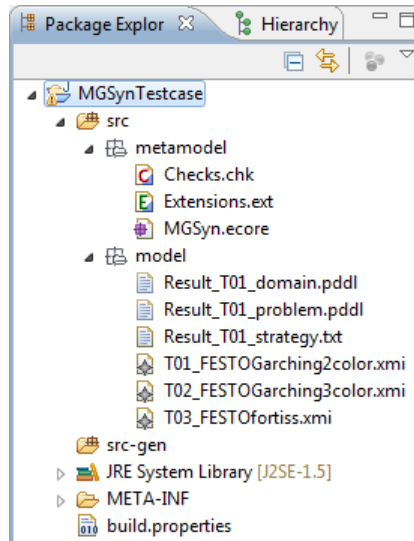 Package Explor Hierarchy
MGSynTestcase
src
metamodel
Checks.chk
Extensions.ext
MGSyn.ecore
model
Result_T01_domain.pddl
Result_T01_problem.pddl
Result_T01_strategy.txt
T01_FESTOGarching2color.xmi
T02_FESTOGarching3color.xmi
T03_FESTOfortiss.xmi
src-gen
JRE System Library [J2SE-1.5]
META-INF
build.properties